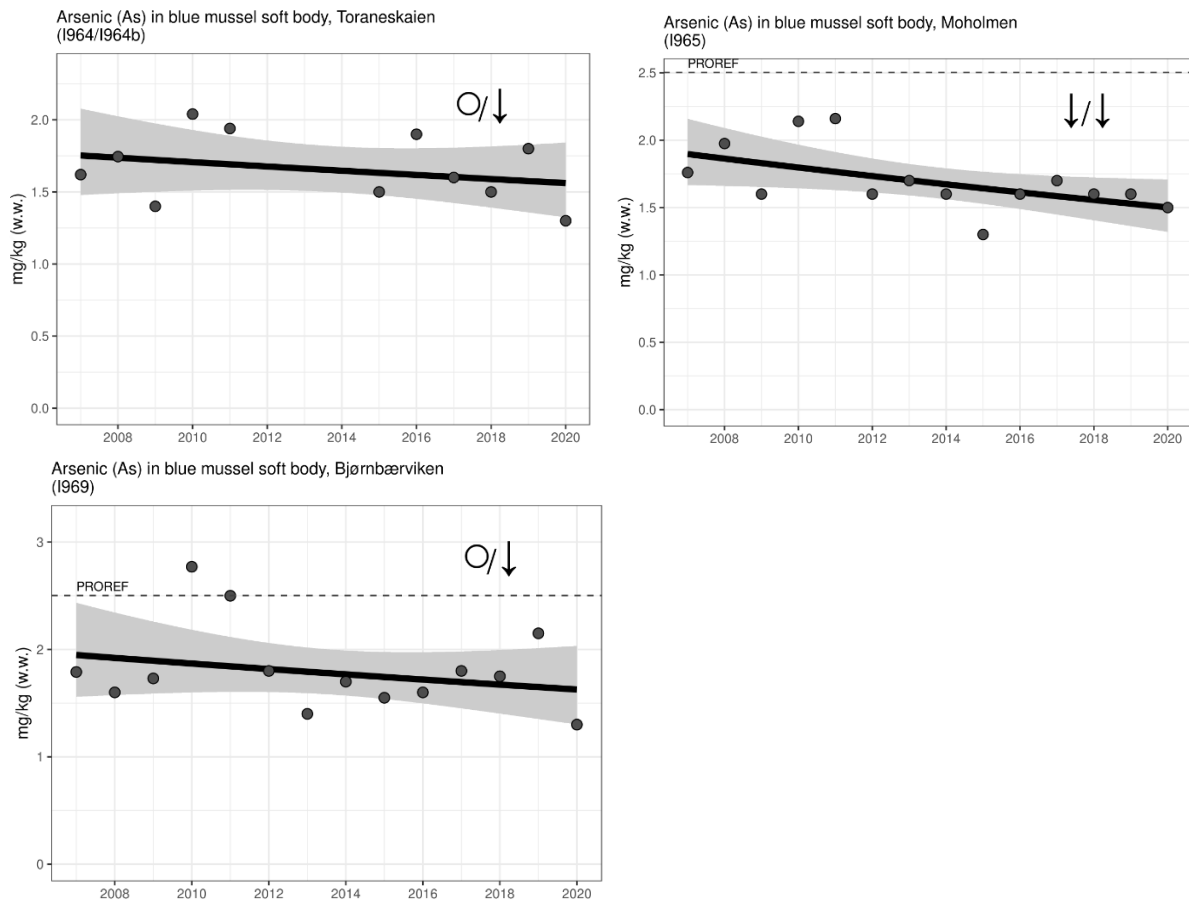 Arsenic (As) in blue mussel soft body, Toraneskaien
(I964/I964b)
mg/kg (w.w.)
2.0
1.5
1.0
0.5
0.0
○/↓
2008 2010 2012 2014 2016 2018 2020
Arsenic (As) in blue mussel soft body, Moholmen
(I965)
mg/kg (w.w.)
2.5
2.0
1.5
1.0
0.5
0.0
PROREF
↓/↓
2008 2010 2012 2014 2016 2018 2020
Arsenic (As) in blue mussel soft body, Bjørnbærviken
(I969)
mg/kg (w.w.)
3
2
1
0
PROREF
○/↓
2008 2010 2012 2014 2016 2018 2020